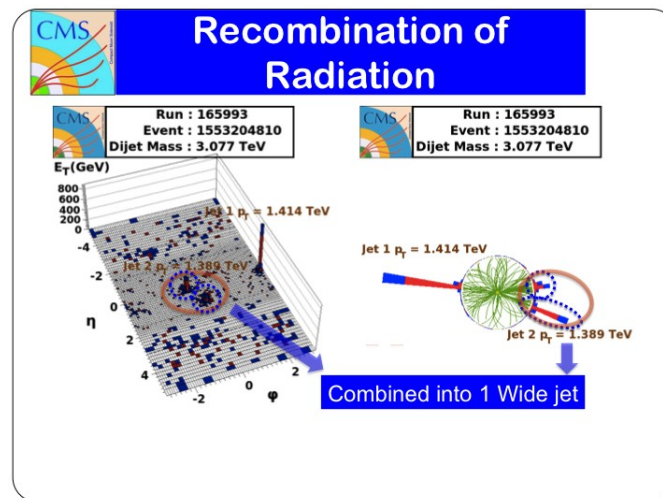 CMS
Recombination of
Radiation
CMS
Run : 165993
Event : 1553204810
Dijet Mass : 3.077 TeV
CMS
Run : 165993
Event : 1553204810
Dijet Mass : 3.077 TeV
E_T(GeV)
800
600
400
200
0
Jet 1 p_T = 1.414 TeV
Jet 2 p_T = 1.389 TeV
-4
-2
0
2
4
η
-2
0
2
φ
Jet 1 p_T = 1.414 TeV
Jet 2 p_T = 1.389 TeV
Combined into 1 Wide jet